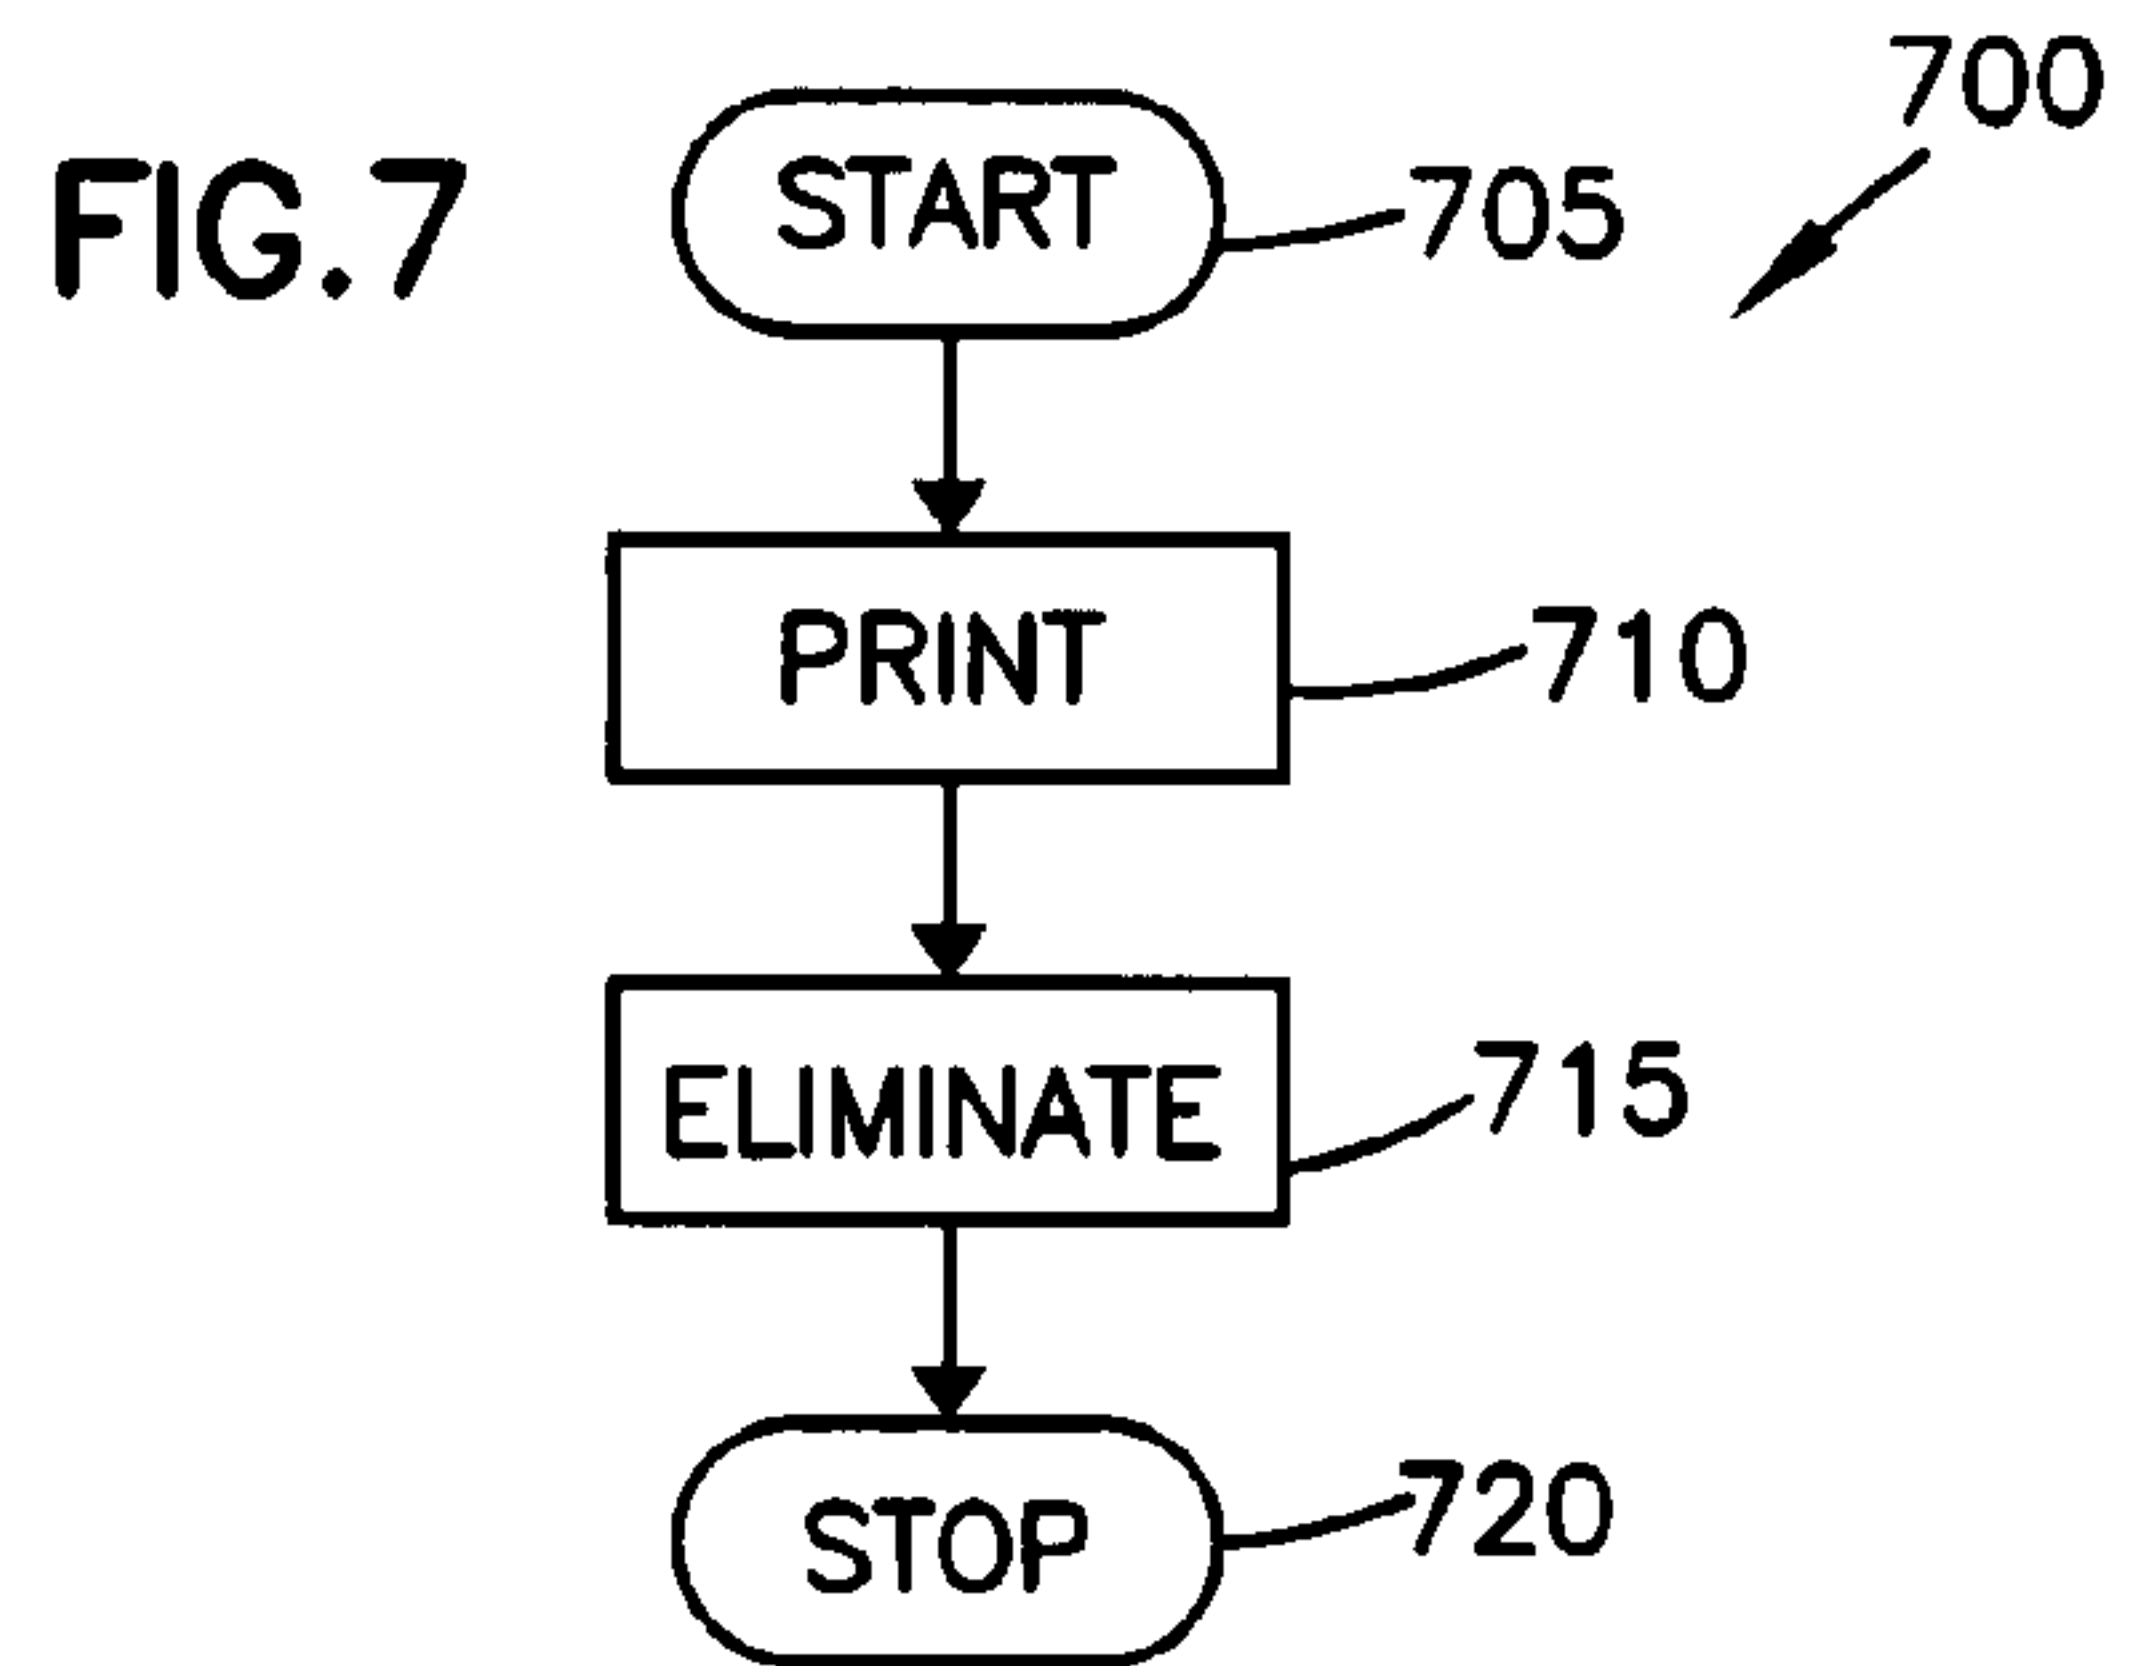 FIG.7
700
START
705
PRINT
710
ELIMINATE
715
STOP
720